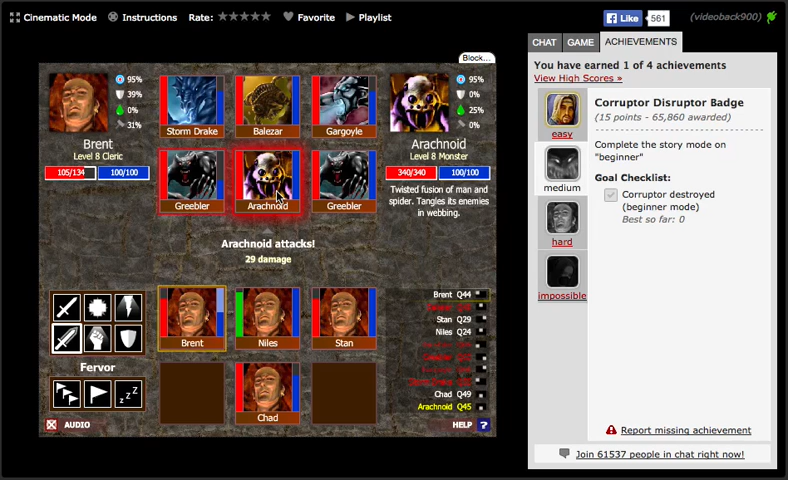 Cinematic Mode
Instructions
Rate:
Favorite
Playlist
Like
561
(videoback900)
Block...
95%
39%
0%
31%
Brent
Level 8 Cleric
105/134
100/100
Storm Drake
Balezar
Gargoyle
Greebler
Arachnoid
Greebler
95%
0%
25%
0%
Arachnoid
Level 8 Monster
340/340
100/100
Twisted fusion of man and
spider. Tangles its enemies
in webbing.
Arachnoid attacks!
29 damage
Brent
Niles
Stan
Chad
Fervor
zzZ
AUDIO
Brent Q44
Stan Q29
Niles Q24
Chad Q49
Arachnoid Q45
HELP ?
CHAT
GAME
ACHIEVEMENTS
You have earned 1 of 4 achievements
View High Scores »
easy
medium
hard
impossible
Corruptor Disruptor Badge
(15 points - 65,860 awarded)
Complete the story mode on
"beginner"
Goal Checklist:
Corruptor destroyed
(beginner mode)
Best so far: 0
Report missing achievement
Join 61537 people in chat right now!